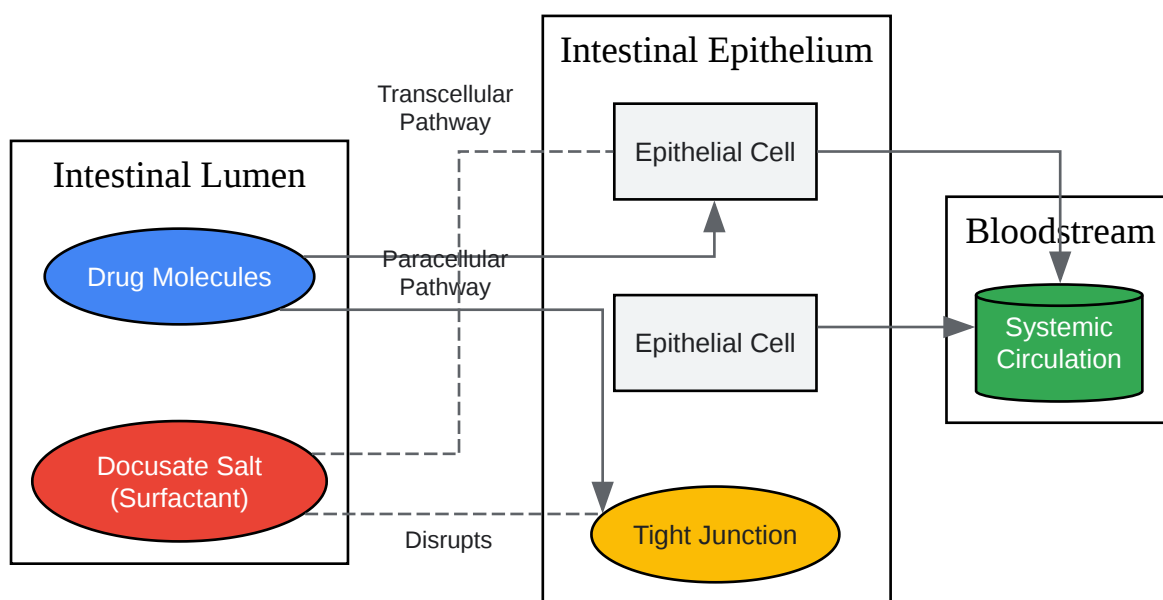 Intestinal Epithelium
Transcellular
Pathway
Epithelial Cell
Intestinal Lumen
Bloodstream
Drug Molecules
Paracellular
Pathway
Epithelial Cell
Systemic
Circulation
Docusate Salt
(Surfactant)
Disrupts
Tight Junction